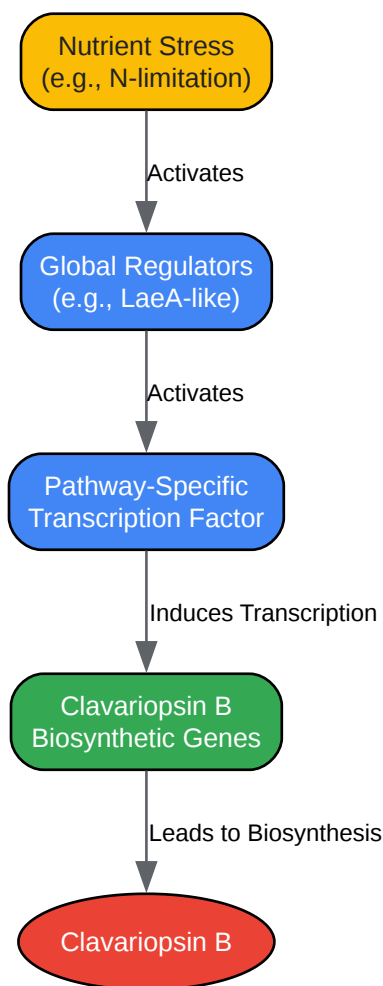 Nutrient Stress
(e.g., N-limitation)
Activates
Global Regulators
(e.g., LaeA-like)
Activates
Pathway-Specific
Transcription Factor
Induces Transcription
Clavariopsin B
Biosynthetic Genes
Leads to Biosynthesis
Clavariopsin B